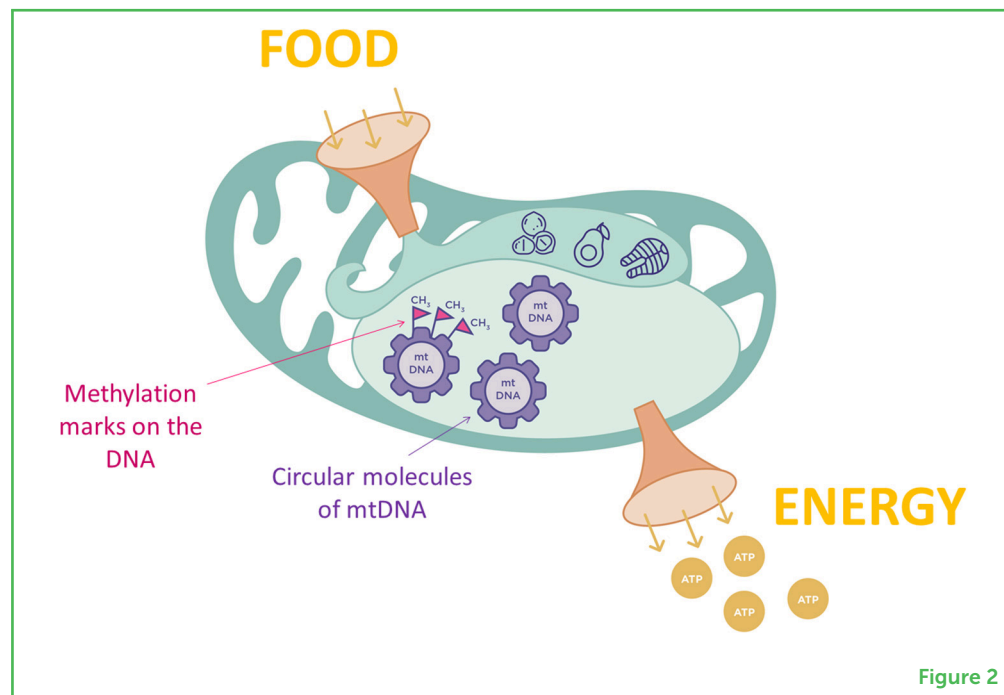 FOOD
CH₃
CH₃
CH₃
mt
DNA
mt
DNA
mt
DNA
Methylation
marks on the
DNA
Circular molecules
of mtDNA
ENERGY
ATP
ATP
ATP
ATP
Figure 2